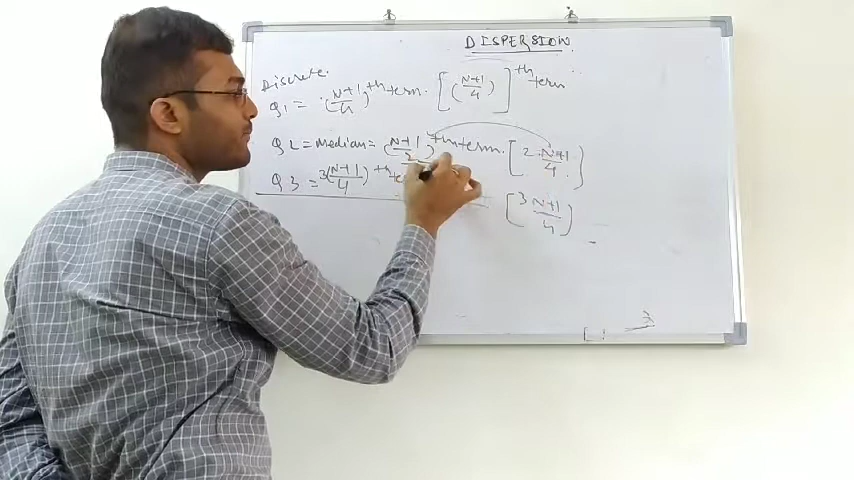 DISPERSION
Discrete.
Q1 = (N+1/4)th term. [(N+1/4)]th term
Q2 = Median = (N+1/2)th term. [2 N+1/4]
Q3 = 3(N+1/4)th te
[3 N+1/4]